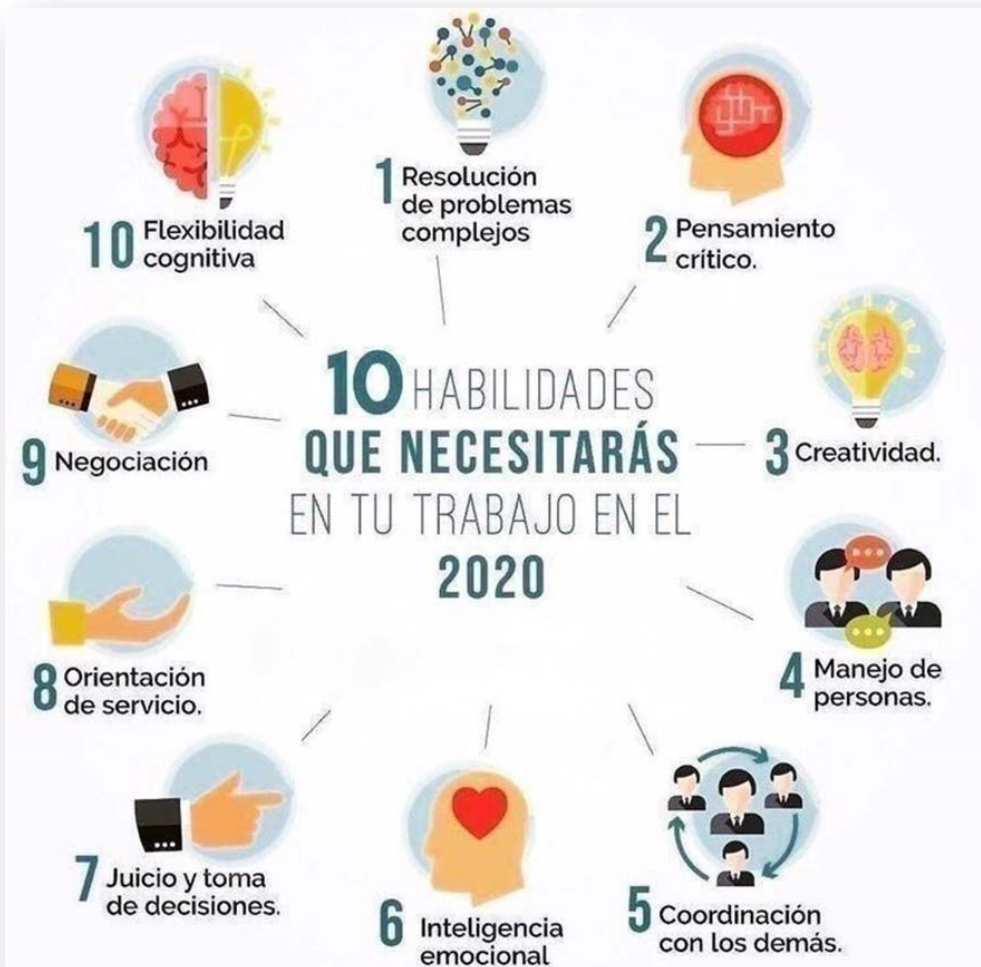 10 HABILIDADES
QUE NECESITARÁS
EN TU TRABAJO EN EL
2020
1 Resolución
de problemas
complejos
2 Pensamiento
crítico.
3 Creatividad.
4 Manejo de
personas.
5 Coordinación
con los demás.
6 Inteligencia
emocional
7 Juicio y toma
de decisiones.
8 Orientación
de servicio.
9 Negociación
10 Flexibilidad
cognitiva